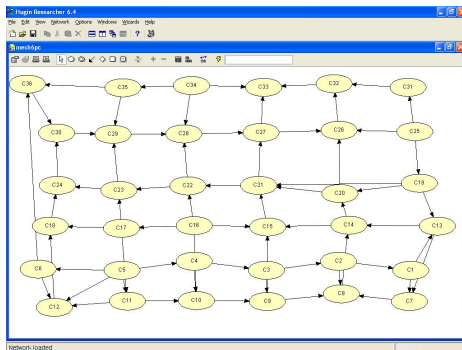 Hugin Researcher 6.4
File Edit View Network Options Windows Wizards Help
mesh6pc
C36 C35 C34 C33 C32 C31
C30 C29 C28 C27 C26 C25
C24 C23 C22 C21 C20 C19
C18 C17 C16 C15 C14 C13
C6 C5 C4 C3 C2 C1
C12 C11 C10 C9 C8 C7
Network loaded